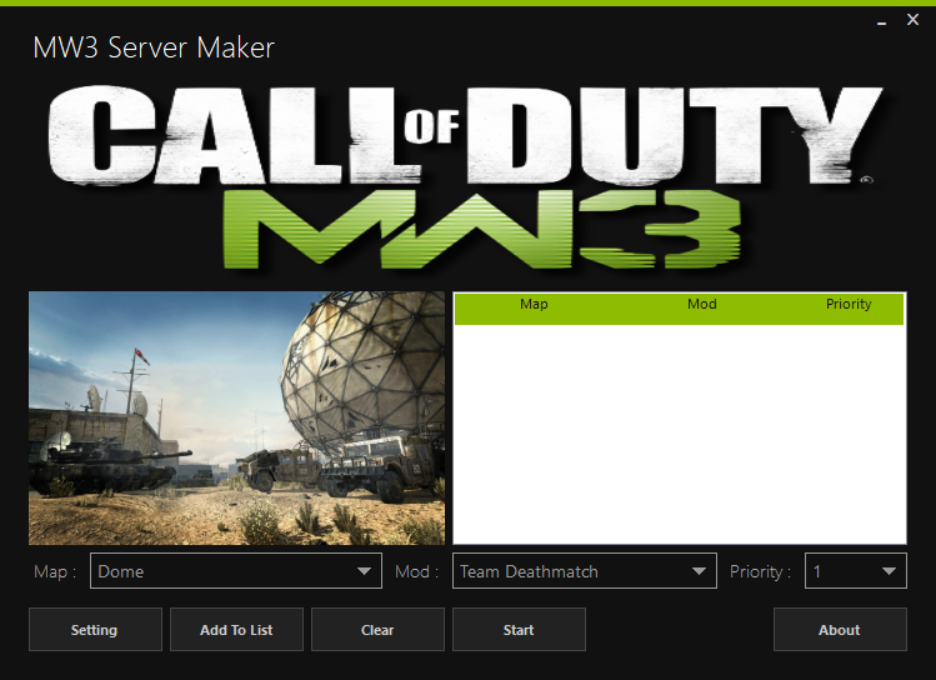 MW3 Server Maker
CALL OF DUTY
MW3
Map Mod Priority
Map : Dome Mod : Team Deathmatch Priority : 1
Setting Add To List Clear Start About